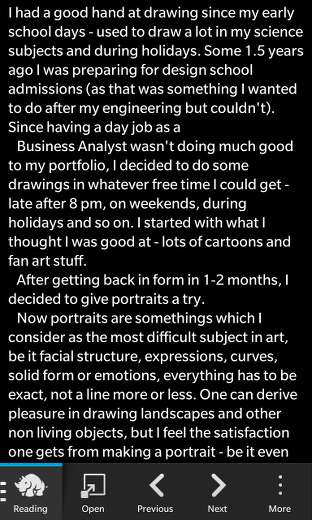 I had a good hand at drawing since my early
school days - used to draw a lot in my science
subjects and during holidays. Some 1.5 years
ago I was preparing for design school
admissions (as that was something I wanted
to do after my engineering but couldn't).
Since having a day job as a
Business Analyst wasn't doing much good
to my portfolio, I decided to do some
drawings in whatever free time I could get -
late after 8 pm, on weekends, during
holidays and so on. I started with what I
thought I was good at - lots of cartoons and
fan art stuff.
After getting back in form in 1-2 months, I
decided to give portraits a try.
Now portraits are somethings which I
consider as the most difficult subject in art,
be it facial structure, expressions, curves,
solid form or emotions, everything has to be
exact, not a line more or less. One can derive
pleasure in drawing landscapes and other
non living objects, but I feel the satisfaction
one gets from making a portrait - be it even
Reading Open Previous Next More